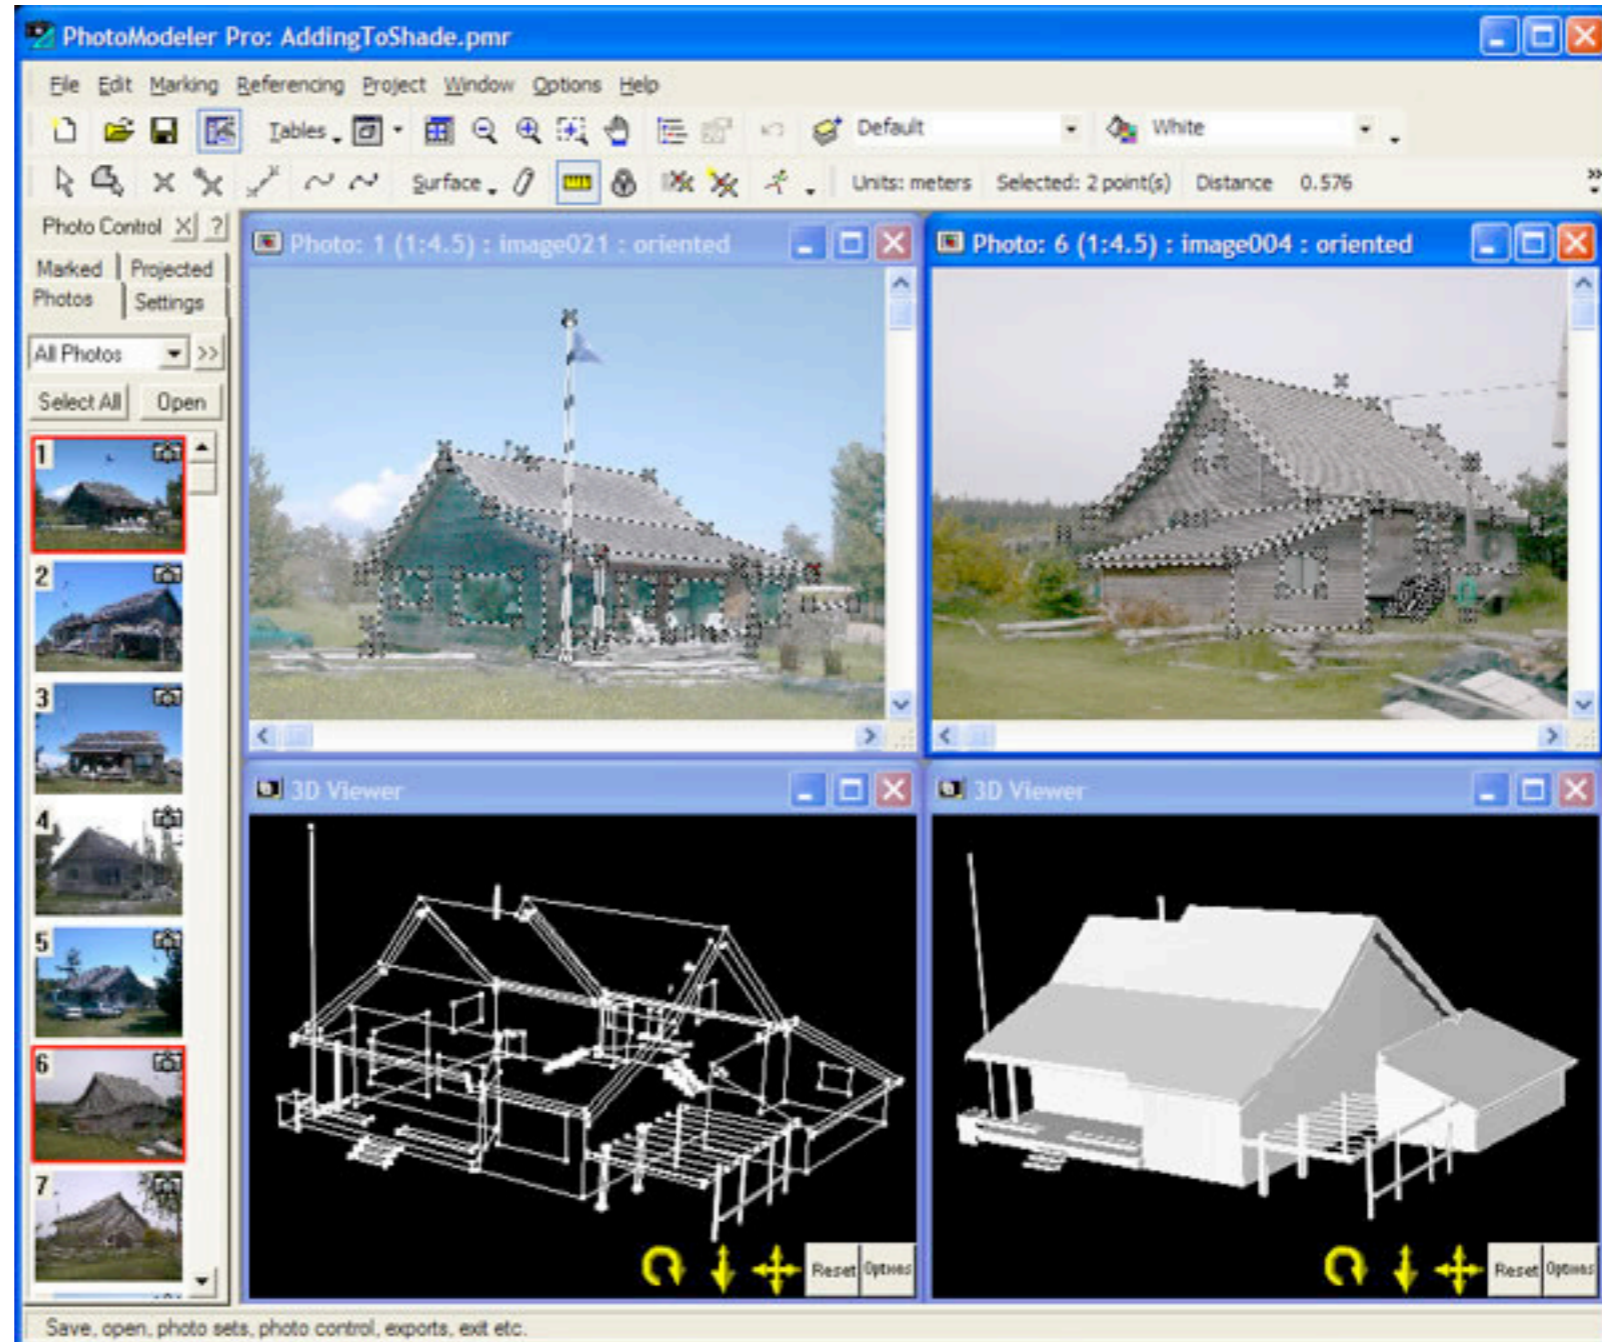 PhotoModeler Pro: AddingToShade.pmr
File Edit Marking Referencing Project Window Options Help
Tables Default White
Surface Units: meters Selected: 2 point(s) Distance 0.576
Photo Control
Marked Projected
Photos Settings
All Photos >>
Select All Open
1
2
3
4
5
6
7
Photo: 1 (1:4.5) : image021 : oriented
Photo: 6 (1:4.5) : image004 : oriented
3D Viewer
Reset Options
3D Viewer
Reset Options
Save, open, photo sets, photo control, exports, exit etc.